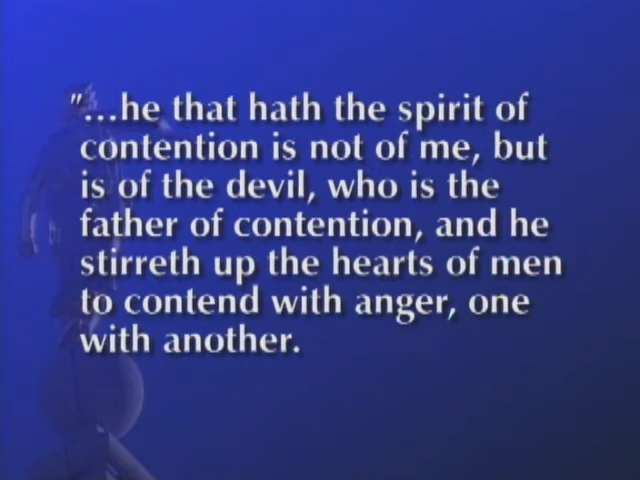 "...he that hath the spirit of
contention is not of me, but
is of the devil, who is the
father of contention, and he
stirreth up the hearts of men
to contend with anger, one
with another.